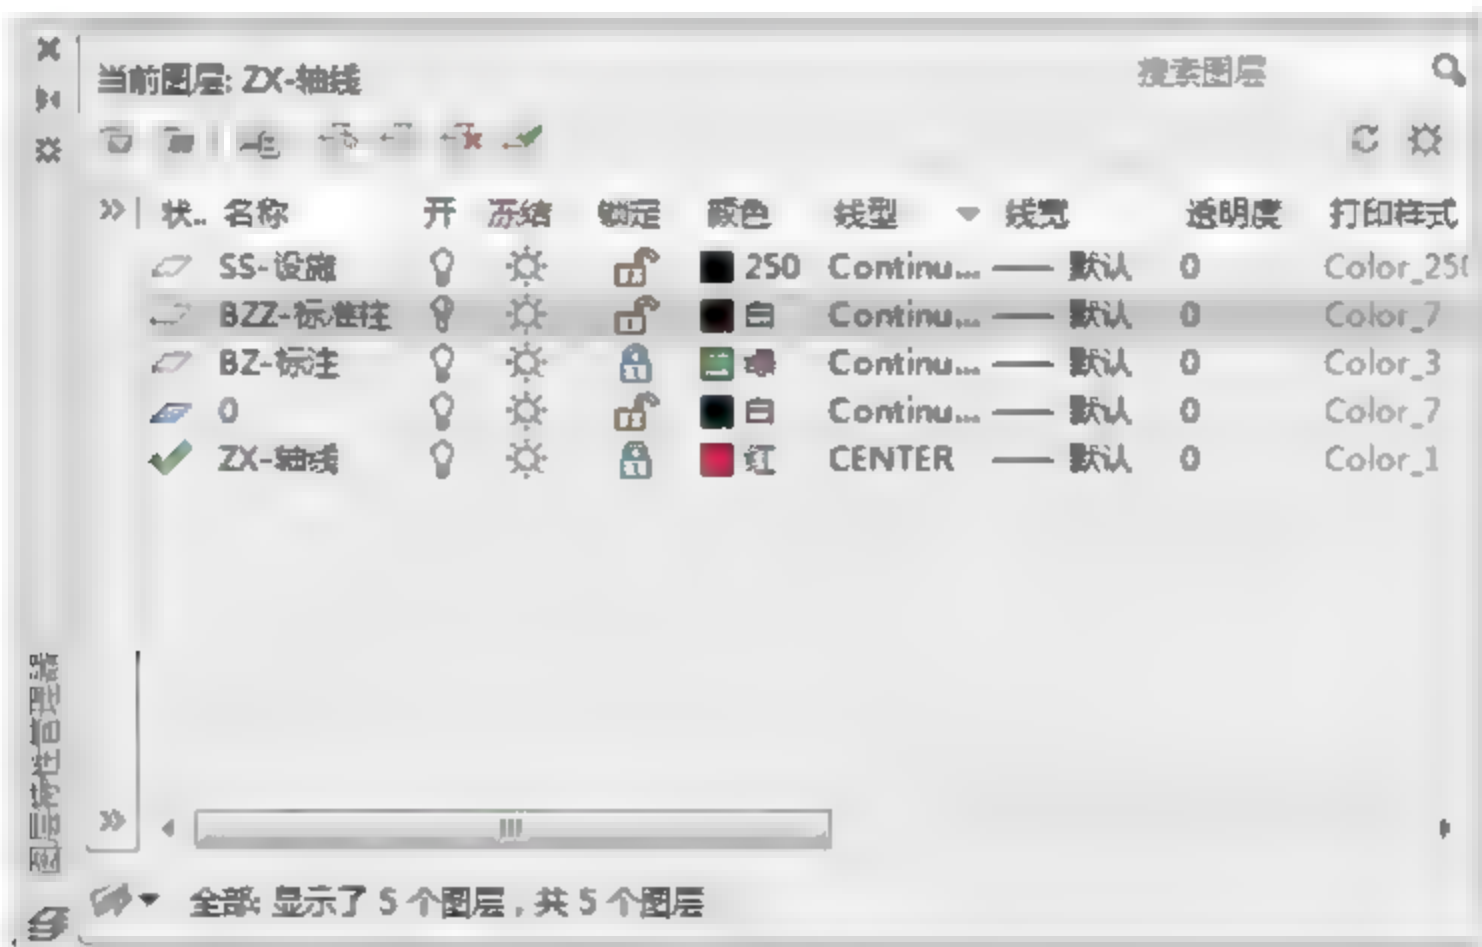 当前图层: ZX-轴线
搜索图层
状.. 名称 开 冻结 锁定 颜色 线型 线宽 透明度 打印样式
SS-设施 250 Continu... 默认 0 Color_250
BZZ-标准柱 白 Continu... 默认 0 Color_7
BZ-标注 Continu... 默认 0 Color_3
0 白 Continu... 默认 0 Color_7
ZX-轴线 红 CENTER 默认 0 Color_1
图层特性管理器
全部: 显示了 5 个图层 , 共 5 个图层